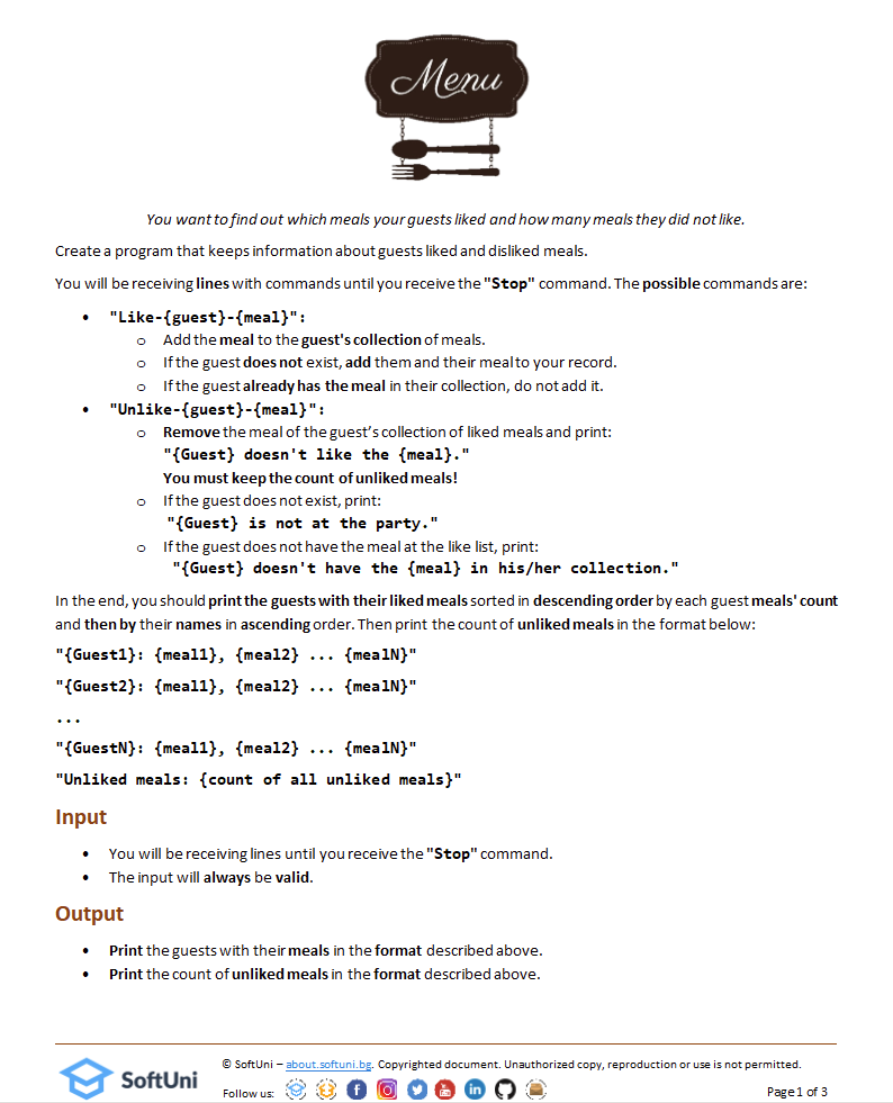 Menu
You want to find out which meals your guests liked and how many meals they did not like.
Create a program that keeps information about guests liked and disliked meals.
You will be receiving lines with commands until you receive the "Stop" command. The possible commands are:
• "Like-{guest}-{meal}":
o Add the meal to the guest's collection of meals.
o If the guest does not exist, add them and their meal to your record.
o If the guest already has the meal in their collection, do not add it.
• "Unlike-{guest}-{meal}":
o Remove the meal of the guest's collection of liked meals and print:
"{Guest} doesn't like the {meal}."
You must keep the count of unliked meals!
o If the guest does not exist, print:
"{Guest} is not at the party."
o If the guest does not have the meal at the like list, print:
"{Guest} doesn't have the {meal} in his/her collection."
In the end, you should print the guests with their liked meals sorted in descending order by each guest meals' count
and then by their names in ascending order. Then print the count of unliked meals in the format below:
"{Guest1}: {meal1}, {meal2} ... {mealN}"
"{Guest2}: {meal1}, {meal2} ... {mealN}"
...
"{GuestN}: {meal1}, {meal2} ... {mealN}"
"Unliked meals: {count of all unliked meals}"
Input
• You will be receiving lines until you receive the "Stop" command.
• The input will always be valid.
Output
• Print the guests with their meals in the format described above.
• Print the count of unliked meals in the format described above.
SoftUni
© SoftUni – about.softuni.bg. Copyrighted document. Unauthorized copy, reproduction or use is not permitted.
Follow us:
Page 1 of 3